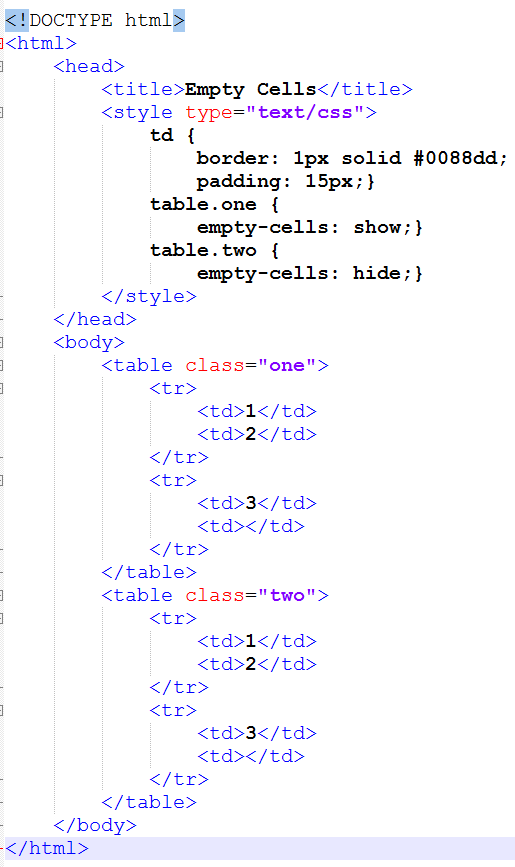 <!DOCTYPE html>
<html>
<head>
<title>Empty Cells</title>
<style type="text/css">
td {
border: 1px solid #0088dd;
padding: 15px;}
table.one {
empty-cells: show;}
table.two {
empty-cells: hide;}
</style>
</head>
<body>
<table class="one">
<tr>
<td>1</td>
<td>2</td>
</tr>
<tr>
<td>3</td>
<td></td>
</tr>
</table>
<table class="two">
<tr>
<td>1</td>
<td>2</td>
</tr>
<tr>
<td>3</td>
<td></td>
</tr>
</table>
</body>
</html>